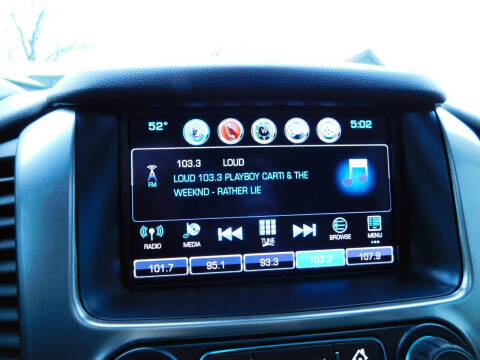 52° 5:02
103.3 LOUD
LOUD 103.3 PLAYBOY CARTI & THE
WEEKND - RATHER LIE
FM
RADIO MEDIA TUNE BROWSE MENU
101.7 95.1 93.3 103.3 107.9